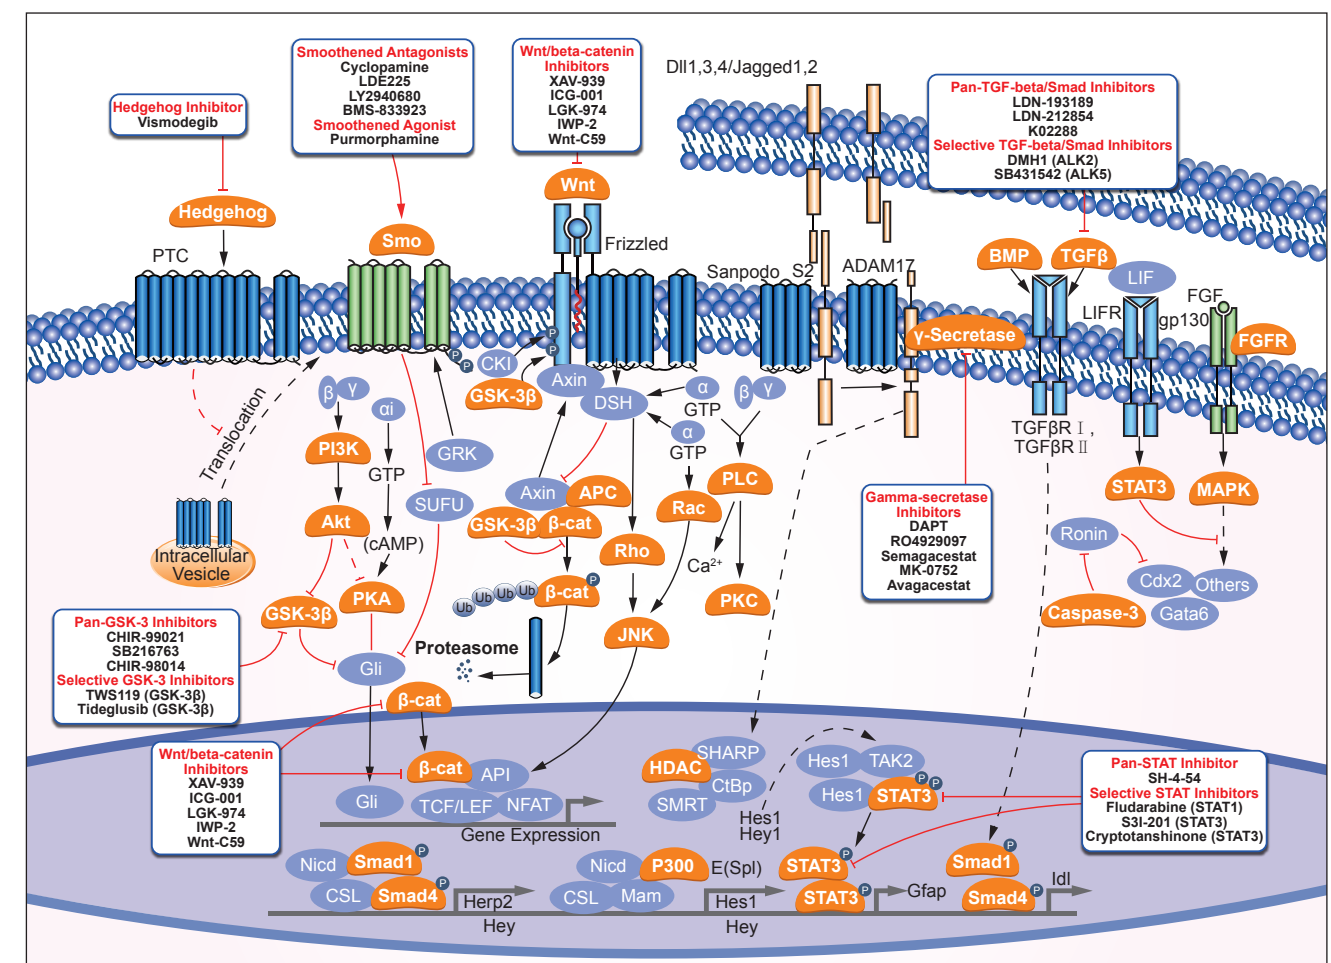 Smoothened Antagonists
Cyclopamine
LDE225
LY2940680
BMS-833923
Smoothened Agonist
Purmorphamine
Wnt/beta-catenin
Inhibitors
XAV-939
ICG-001
LGK-974
IWP-2
Wnt-C59
Dll1,3,4/Jagged1,2
Pan-TGF-beta/Smad Inhibitors
LDN-193189
LDN-212854
K02288
Selective TGF-beta/Smad Inhibitors
DMH1 (ALK2)
SB431542 (ALK5)
Hedgehog Inhibitor
Vismodegib
Hedgehog
PTC
Smo
Wnt
Frizzled
Sanpodo
S2
ADAM17
BMP
TGFβ
LIF
LIFR
gp130
FGF
FGFR
γ-Secretase
P
P
P
P
CKI
GSK-3β
Axin
DSH
α
GTP
α
GTP
β
γ
β
γ
αi
GTP
(cAMP)
PI3K
Akt
GRK
SUFU
Translocation
Intracellular
Vesicle
TGFβR I ,
TGFβR II
Axin
APC
GSK-3β
β-cat
Rac
PLC
Ca2+
PKC
Rho
JNK
Ub
Ub
Ub
Ub
β-cat
P
Proteasome
GSK-3β
PKA
Gli
Gamma-secretase
Inhibitors
DAPT
RO4929097
Semagacestat
MK-0752
Avagacestat
STAT3
MAPK
Ronin
Caspase-3
Cdx2
Others
Gata6
Pan-GSK-3 Inhibitors
CHIR-99021
SB216763
CHIR-98014
Selective GSK-3 Inhibitors
TWS119 (GSK-3β)
Tideglusib (GSK-3β)
β-cat
Wnt/beta-catenin
Inhibitors
XAV-939
ICG-001
LGK-974
IWP-2
Wnt-C59
β-cat
API
Gli
TCF/LEF
NFAT
Gene Expression
SHARP
HDAC
CtBp
SMRT
Hes1
Hey1
Hes1
TAK2
Hes1
STAT3
P
P
Pan-STAT Inhibitor
SH-4-54
Selective STAT Inhibitors
Fludarabine (STAT1)
S3I-201 (STAT3)
Cryptotanshinone (STAT3)
Nicd
Smad1
P
CSL
Smad4
P
Herp2
Hey
Nicd
P300
E(Spl)
CSL
Mam
Hes1
Hey
STAT3
P
STAT3
P
Gfap
Smad1
P
Smad4
P
Idl